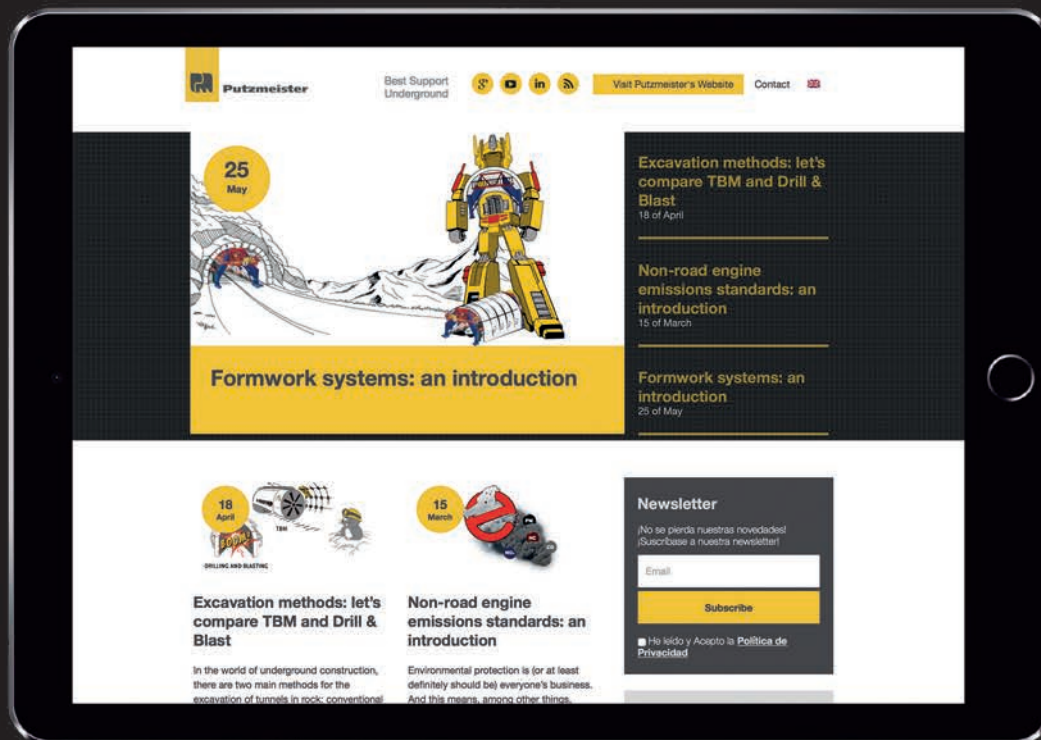 Putzmeister
Best Support
Underground
g+
in
Visit Putzmeister's Website
Contact
25
May
Formwork systems: an introduction
Excavation methods: let's
compare TBM and Drill &
Blast
18 of April
Non-road engine
emissions standards: an
introduction
15 of March
Formwork systems: an
introduction
25 of May
18
April
TBM
BOOM!
DRILLING AND BLASTING
Excavation methods: let's
compare TBM and Drill &
Blast
In the world of underground construction,
there are two main methods for the
excavation of tunnels in rock: conventional
15
March
PM
HC
Non-road engine
emissions standards: an
introduction
Environmental protection is (or at least
definitely should be) everyone's business.
And this means, among other things,
Newsletter
¡No se pierda nuestras novedades!
¡Suscríbase a nuestra newsletter!
Email
Subscribe
He leído y Acepto la Política de
Privacidad